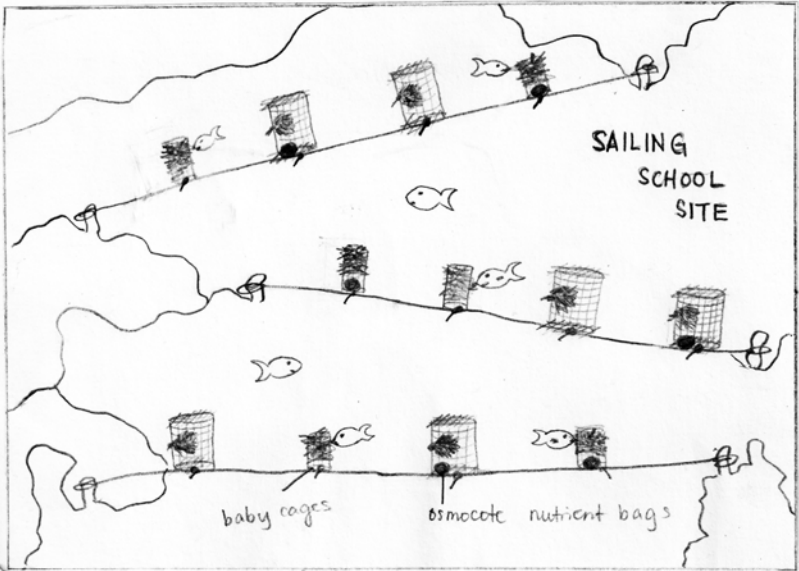 SAILING
SCHOOL
SITE
baby cages
osmocote nutrient bags